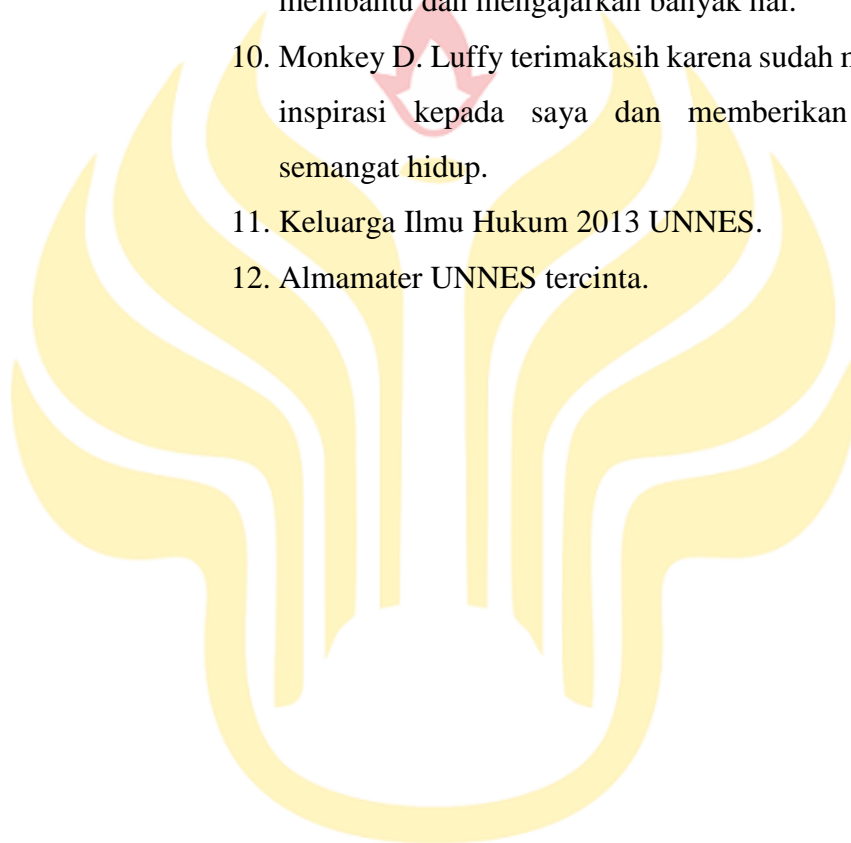 membantu dan mengajarkan banyak hal.
10. Monkey D. Luffy terimakasih karena sudah
inspirasi kepada saya dan memberikan
semangat hidup.
11. Keluarga Ilmu Hukum 2013 UNNES.
12. Almamater UNNES tercinta.